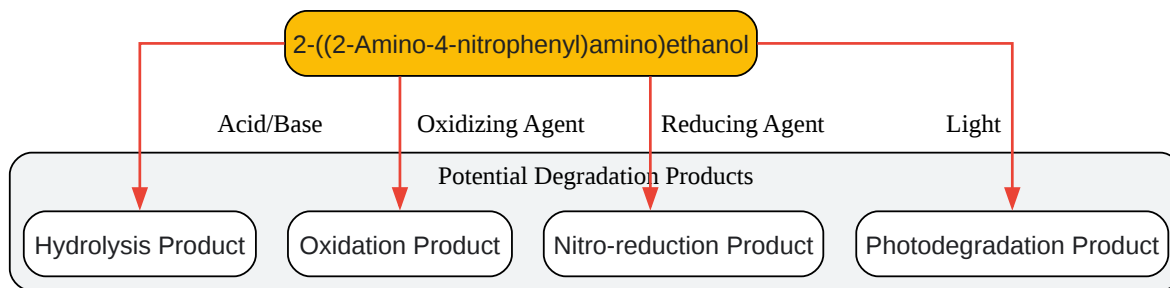 2-((2-Amino-4-nitrophenyl)amino)ethanol
Acid/Base
Oxidizing Agent
Reducing Agent
Light
Potential Degradation Products
Hydrolysis Product
Oxidation Product
Nitro-reduction Product
Photodegradation Product